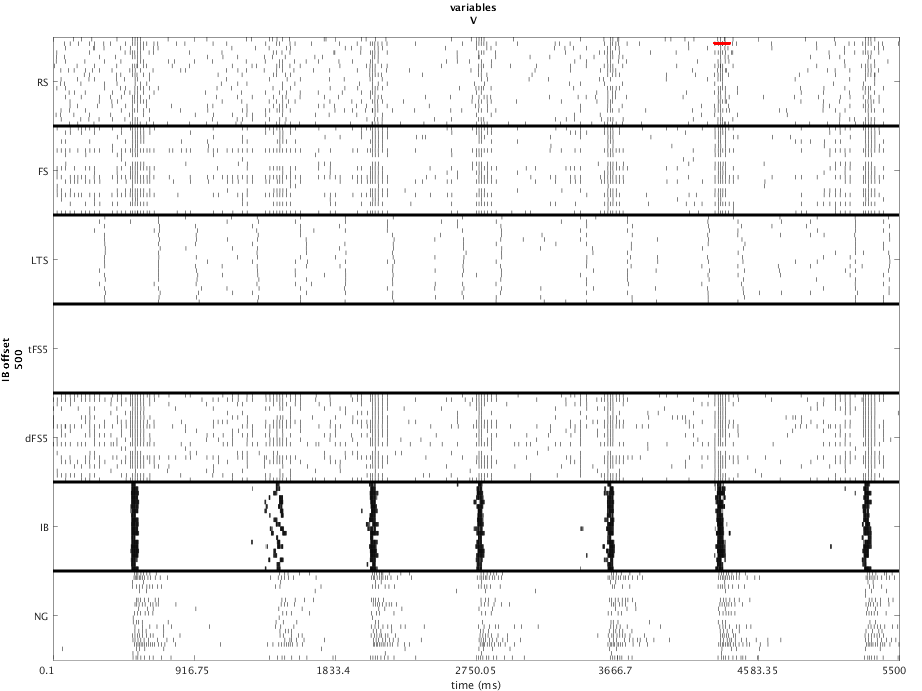 variables
V
RS
FS
LTS
tFS5
dFS5
IB
NG
IB offset
500
0.1 916.75 1833.4 2750.05 3666.7 4583.35 5500
time (ms)